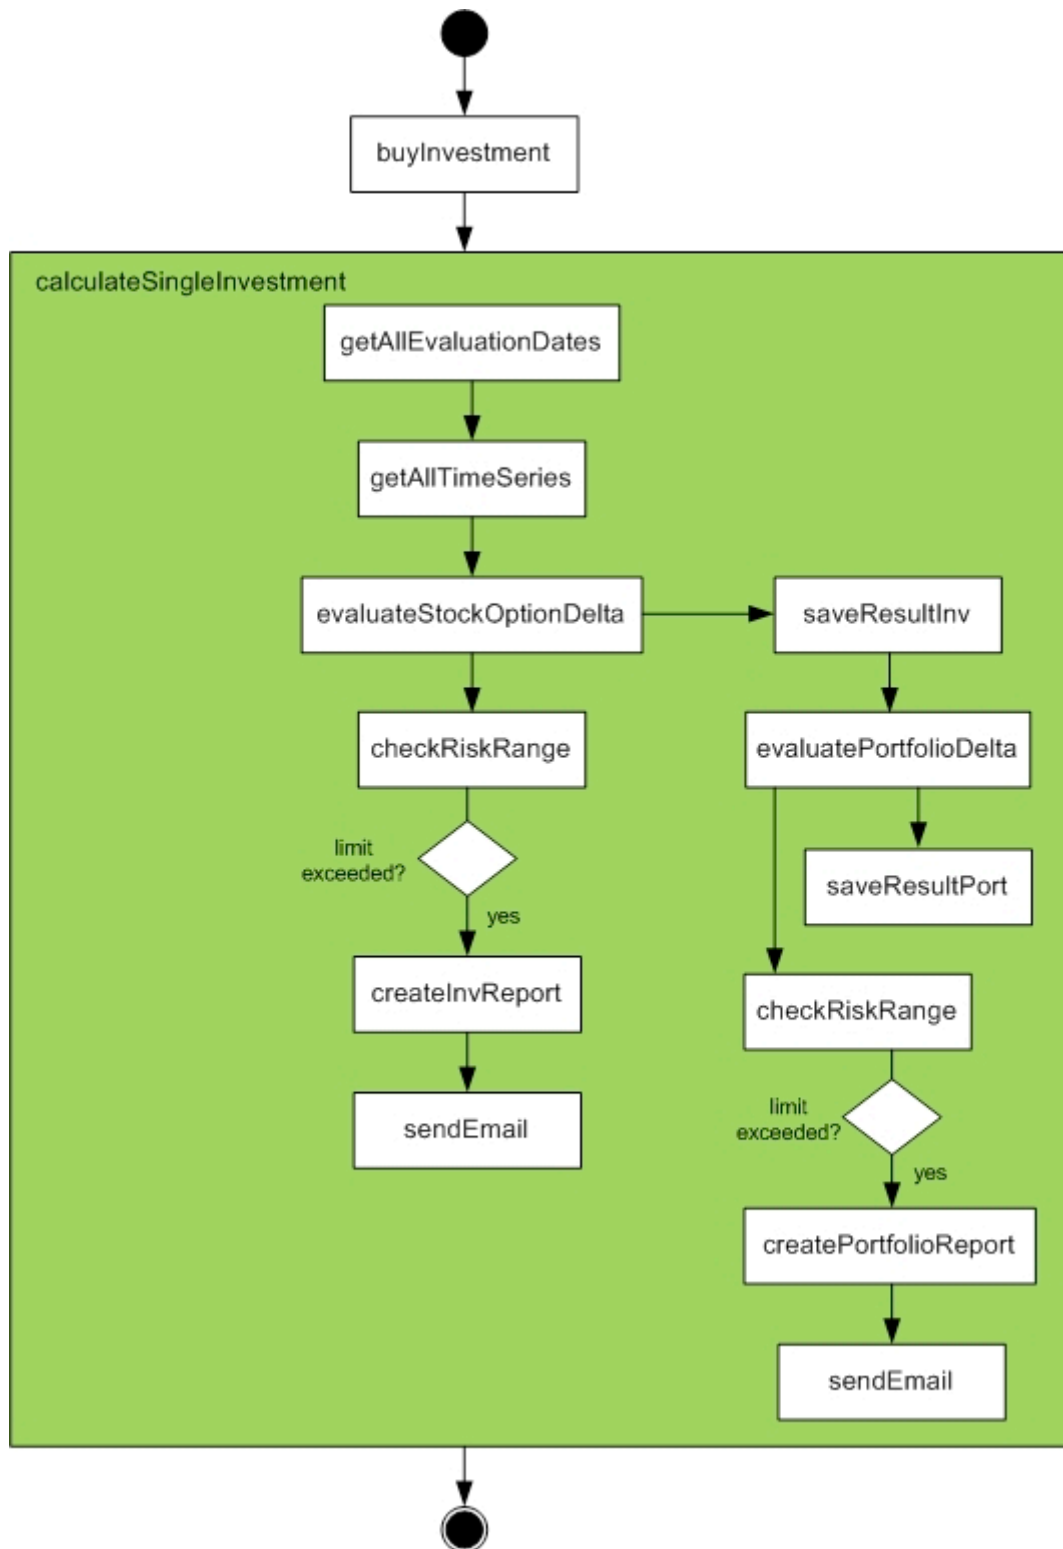 buyInvestment
calculateSingleInvestment
getAllEvaluationDates
getAllTimeSeries
evaluateStockOptionDelta
saveResultInv
checkRiskRange
evaluatePortfolioDelta
limit
exceeded?
saveResultPort
yes
createInvReport
checkRiskRange
sendEmail
limit
exceeded?
yes
createPortfolioReport
sendEmail